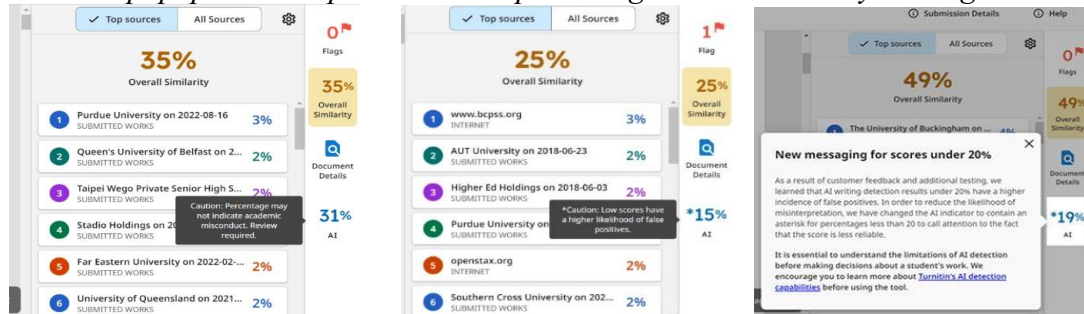 Top sources
All Sources
35%
Overall Similarity
1 Purdue University on 2022-08-16
SUBMITTED WORKS
3%
2 Queen's University of Belfast on 2...
SUBMITTED WORKS
2%
3 Taipei Wego Private Senior High S...
SUBMITTED WORKS
2%
4 Stadio Holdings on 20
SUBMITTED WORKS
5 Far Eastern University on 2022-02-...
SUBMITTED WORKS
2%
6 University of Queensland on 2021...
SUBMITTED WORKS
2%
Caution: Percentage may
not indicate academic
misconduct. Review
required.
0
Flags
35%
Overall
Similarity
Document
Details
31%
AI
Top sources
All Sources
25%
Overall Similarity
1 www.bcpss.org
INTERNET
3%
2 AUT University on 2018-06-23
SUBMITTED WORKS
2%
3 Higher Ed Holdings on 2018-06-03
SUBMITTED WORKS
2%
4 Purdue University on
SUBMITTED WORKS
5 openstax.org
INTERNET
2%
6 Southern Cross University on 202...
SUBMITTED WORKS
2%
*Caution: Low scores have
a higher likelihood of false
positives.
1
Flag
25%
Overall
Similarity
Document
Details
*15%
AI
Submission Details
Help
Top sources
All Sources
49%
Overall Similarity
The University of Buckingham on ...
4%
0
Flags
49%
Overall
Similarity
Document
Details
*19%
AI
New messaging for scores under 20%
As a result of customer feedback and additional testing, we
learned that AI writing detection results under 20% have a higher
incidence of false positives. In order to reduce the likelihood of
misinterpretation, we have changed the AI indicator to contain an
asterisk for percentages less than 20 to call attention to the fact
that the score is less reliable.
It is essential to understand the limitations of AI detection
before making decisions about a student's work. We
encourage you to learn more about Turnitin's AI detection
capabilities before using the tool.